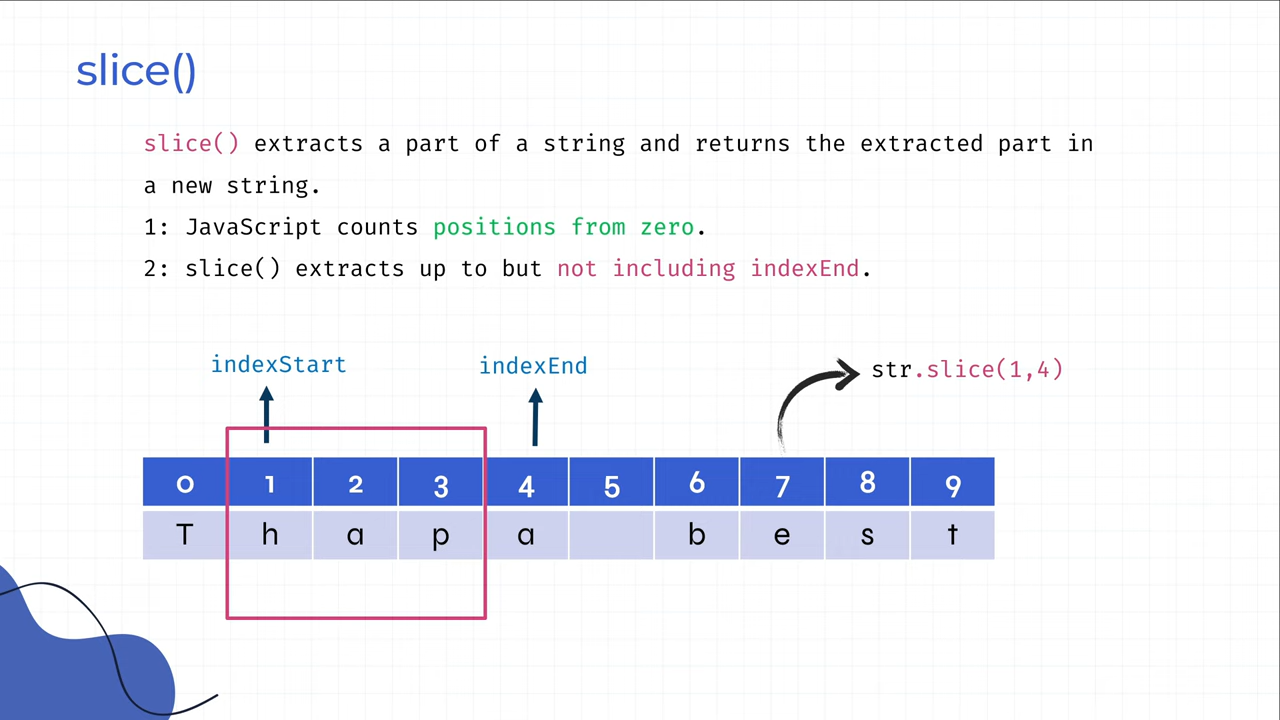 slice()
slice() extracts a part of a string and returns the extracted part in
a new string.
1: JavaScript counts positions from zero.
2: slice() extracts up to but not including indexEnd.
indexStart indexEnd str.slice(1,4)
0 1 2 3 4 5 6 7 8 9
T h a p a b e s t